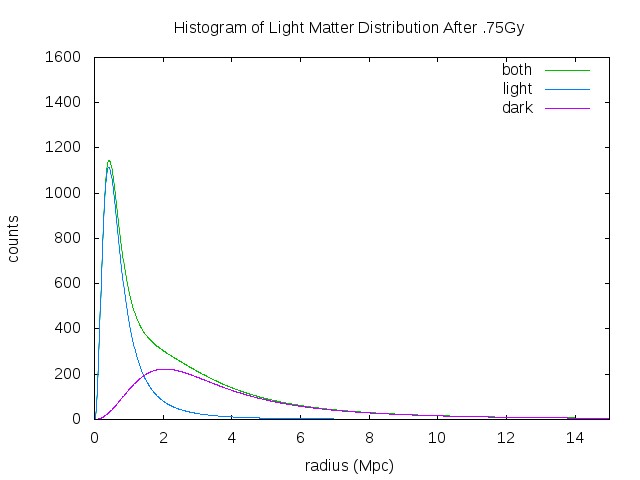 Histogram of Light Matter Distribution After .75Gy
1600
1400
1200
1000
800
600
400
200
0
counts
both
light
dark
0 2 4 6 8 10 12 14
radius (Mpc)